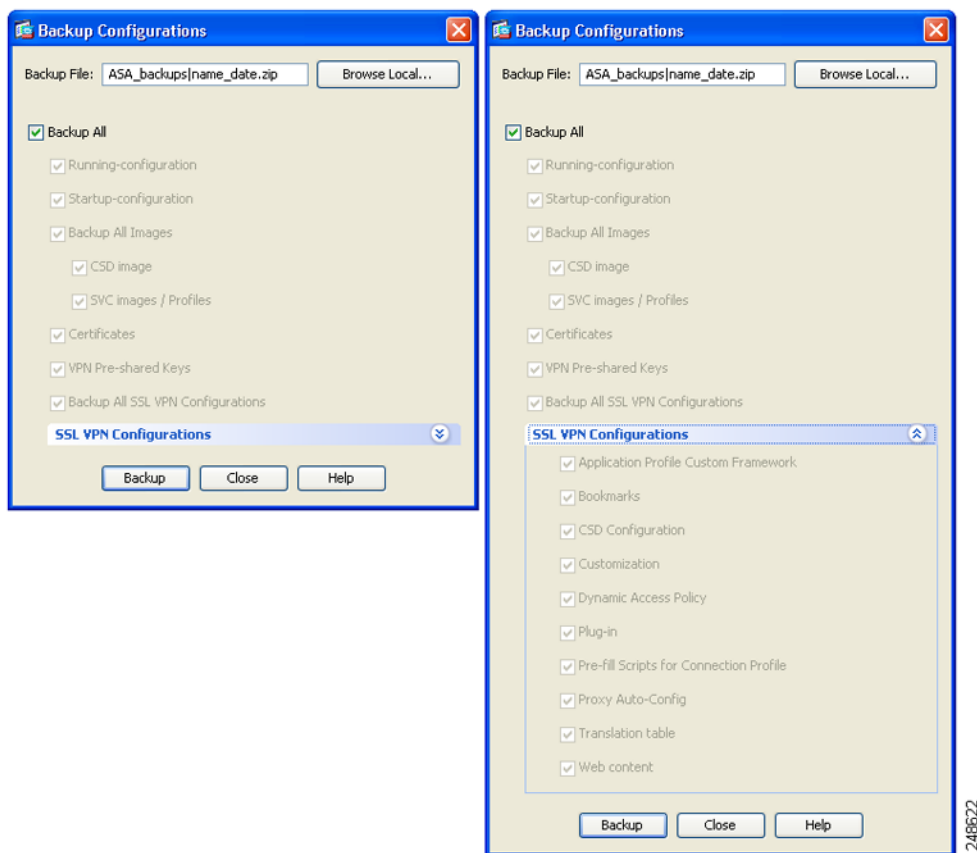 Backup Configurations
Backup File: ASA_backups|name_date.zip Browse Local...
Backup All
Running-configuration
Startup-configuration
Backup All Images
CSD image
SVC images / Profiles
Certificates
VPN Pre-shared Keys
Backup All SSL VPN Configurations
SSL VPN Configurations
Backup Close Help
Backup Configurations
Backup File: ASA_backups|name_date.zip Browse Local...
Backup All
Running-configuration
Startup-configuration
Backup All Images
CSD image
SVC images / Profiles
Certificates
VPN Pre-shared Keys
Backup All SSL VPN Configurations
SSL VPN Configurations
Application Profile Custom Framework
Bookmarks
CSD Configuration
Customization
Dynamic Access Policy
Plug-in
Pre-fill Scripts for Connection Profile
Proxy Auto-Config
Translation table
Web content
Backup Close Help
248622